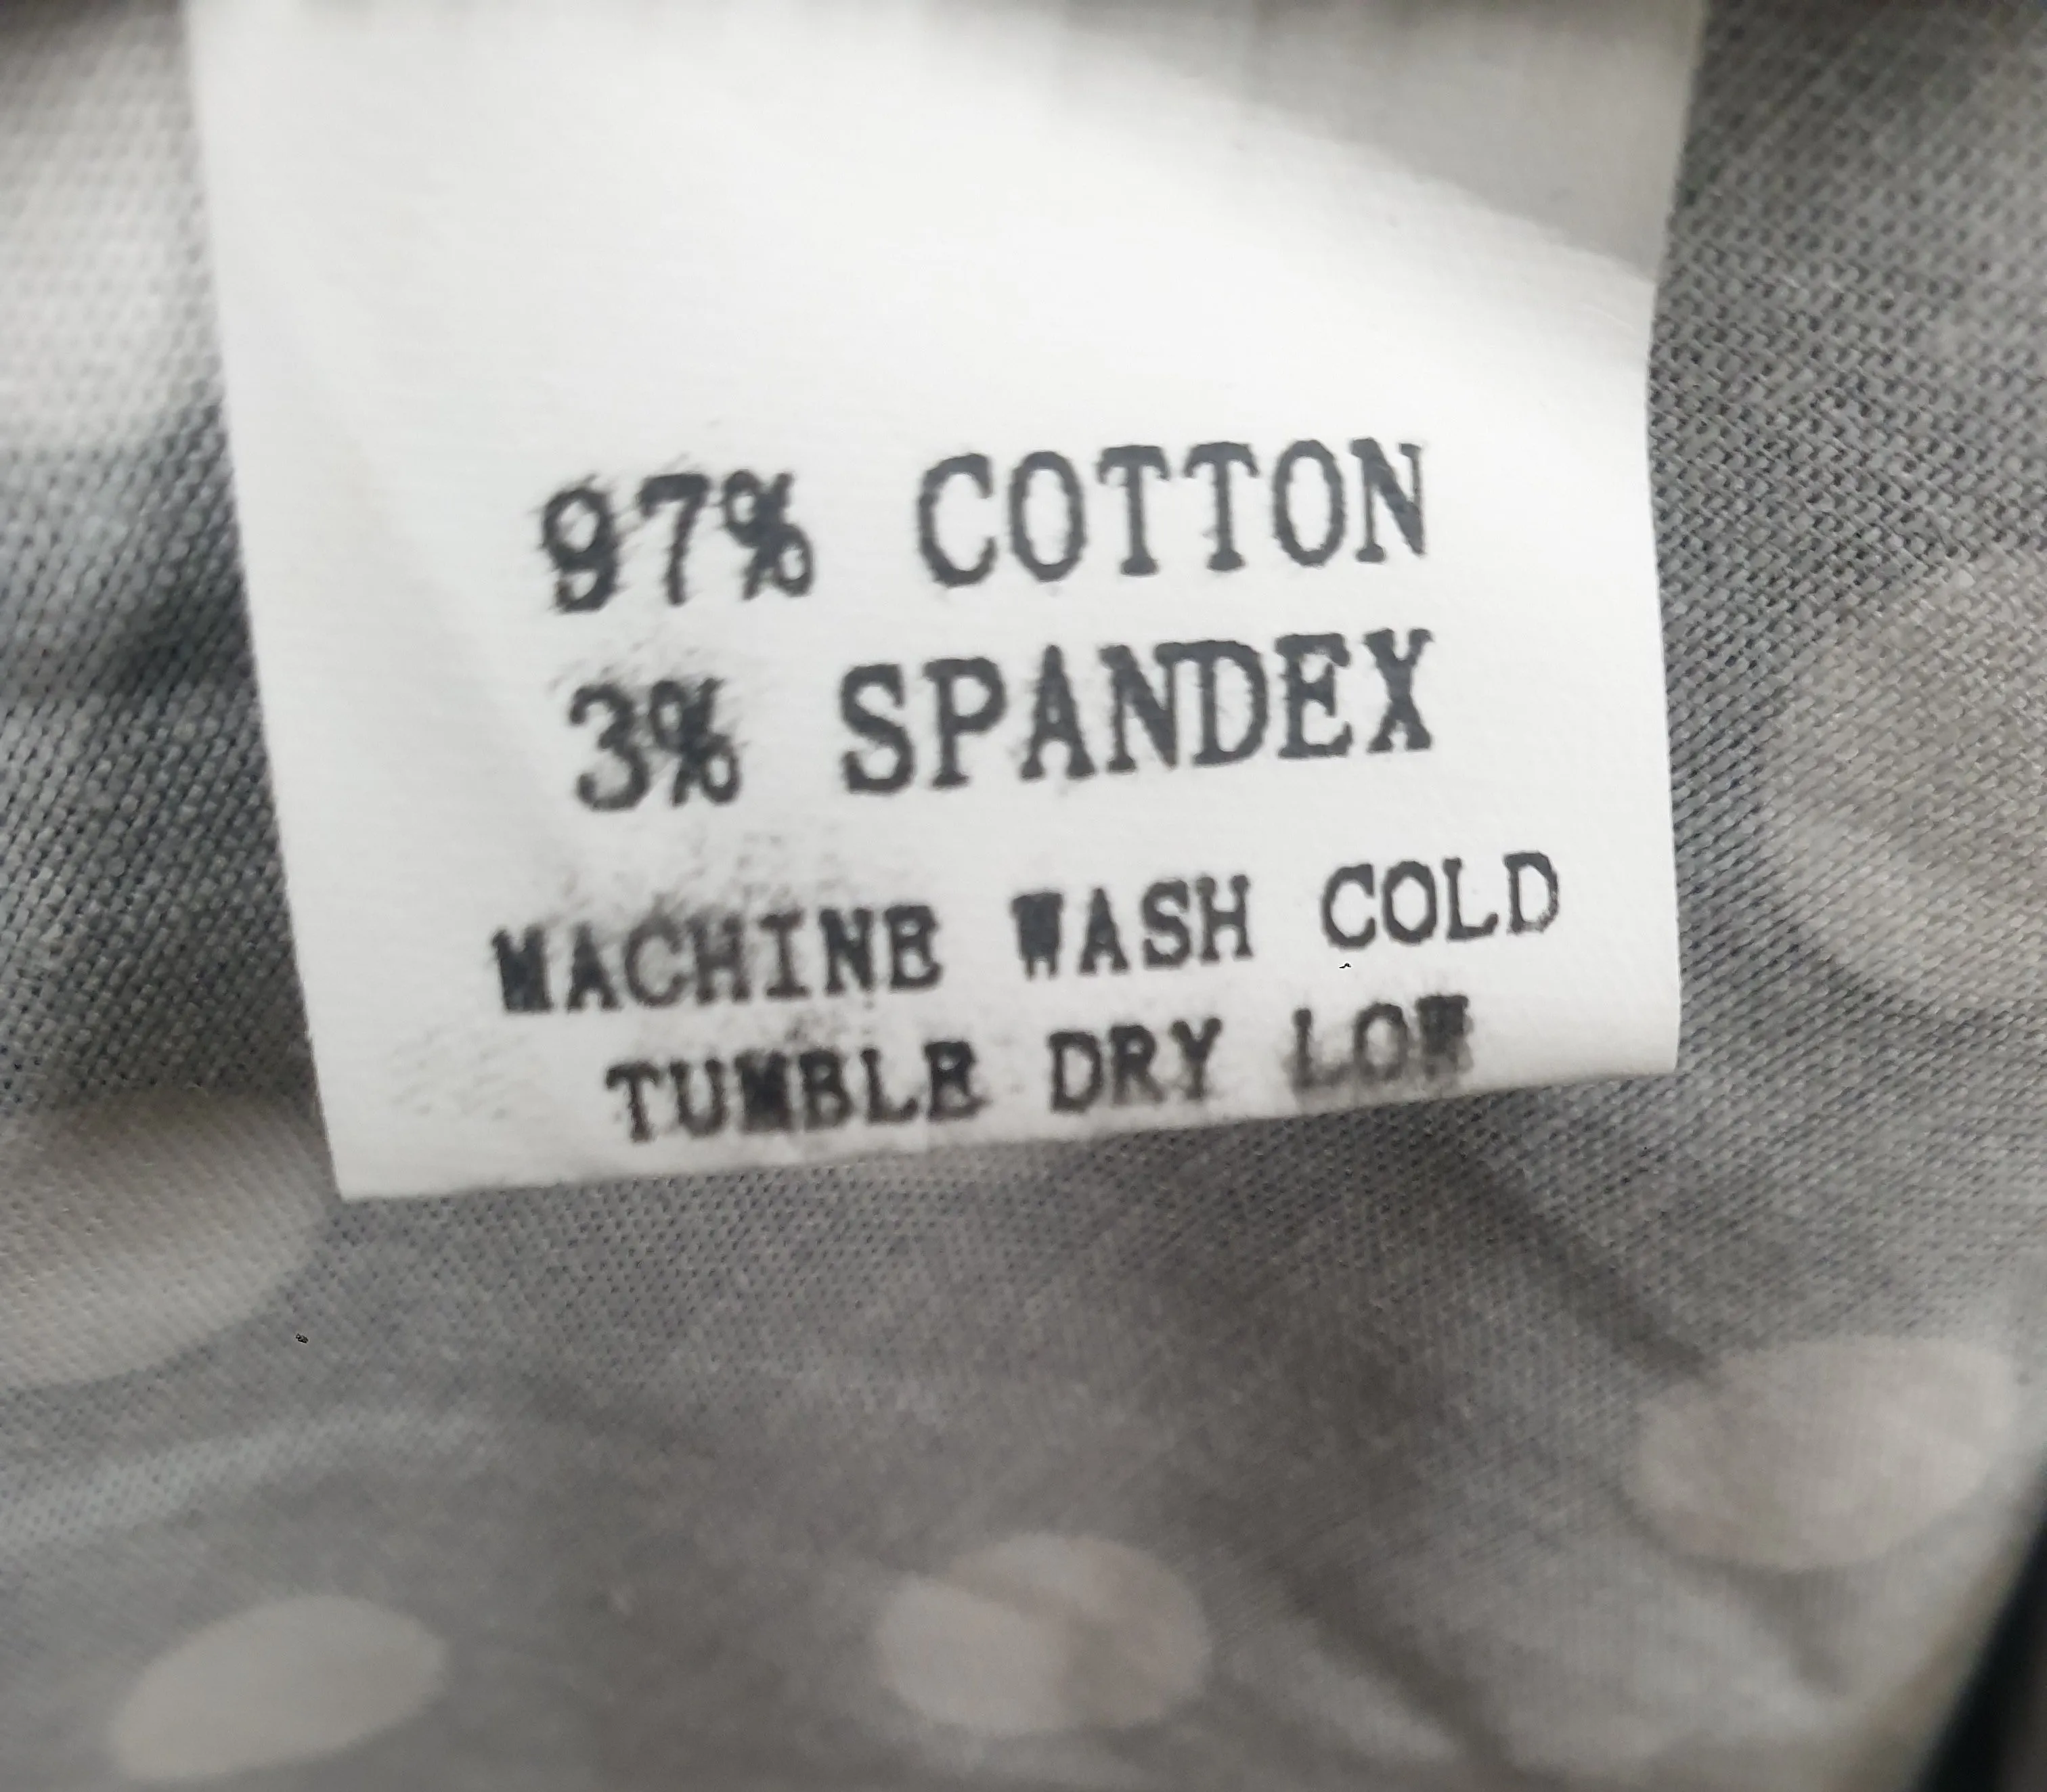 97% COTTON
3% SPANDEX
MACHINE WASH COLD
TUMBLE DRY LOW